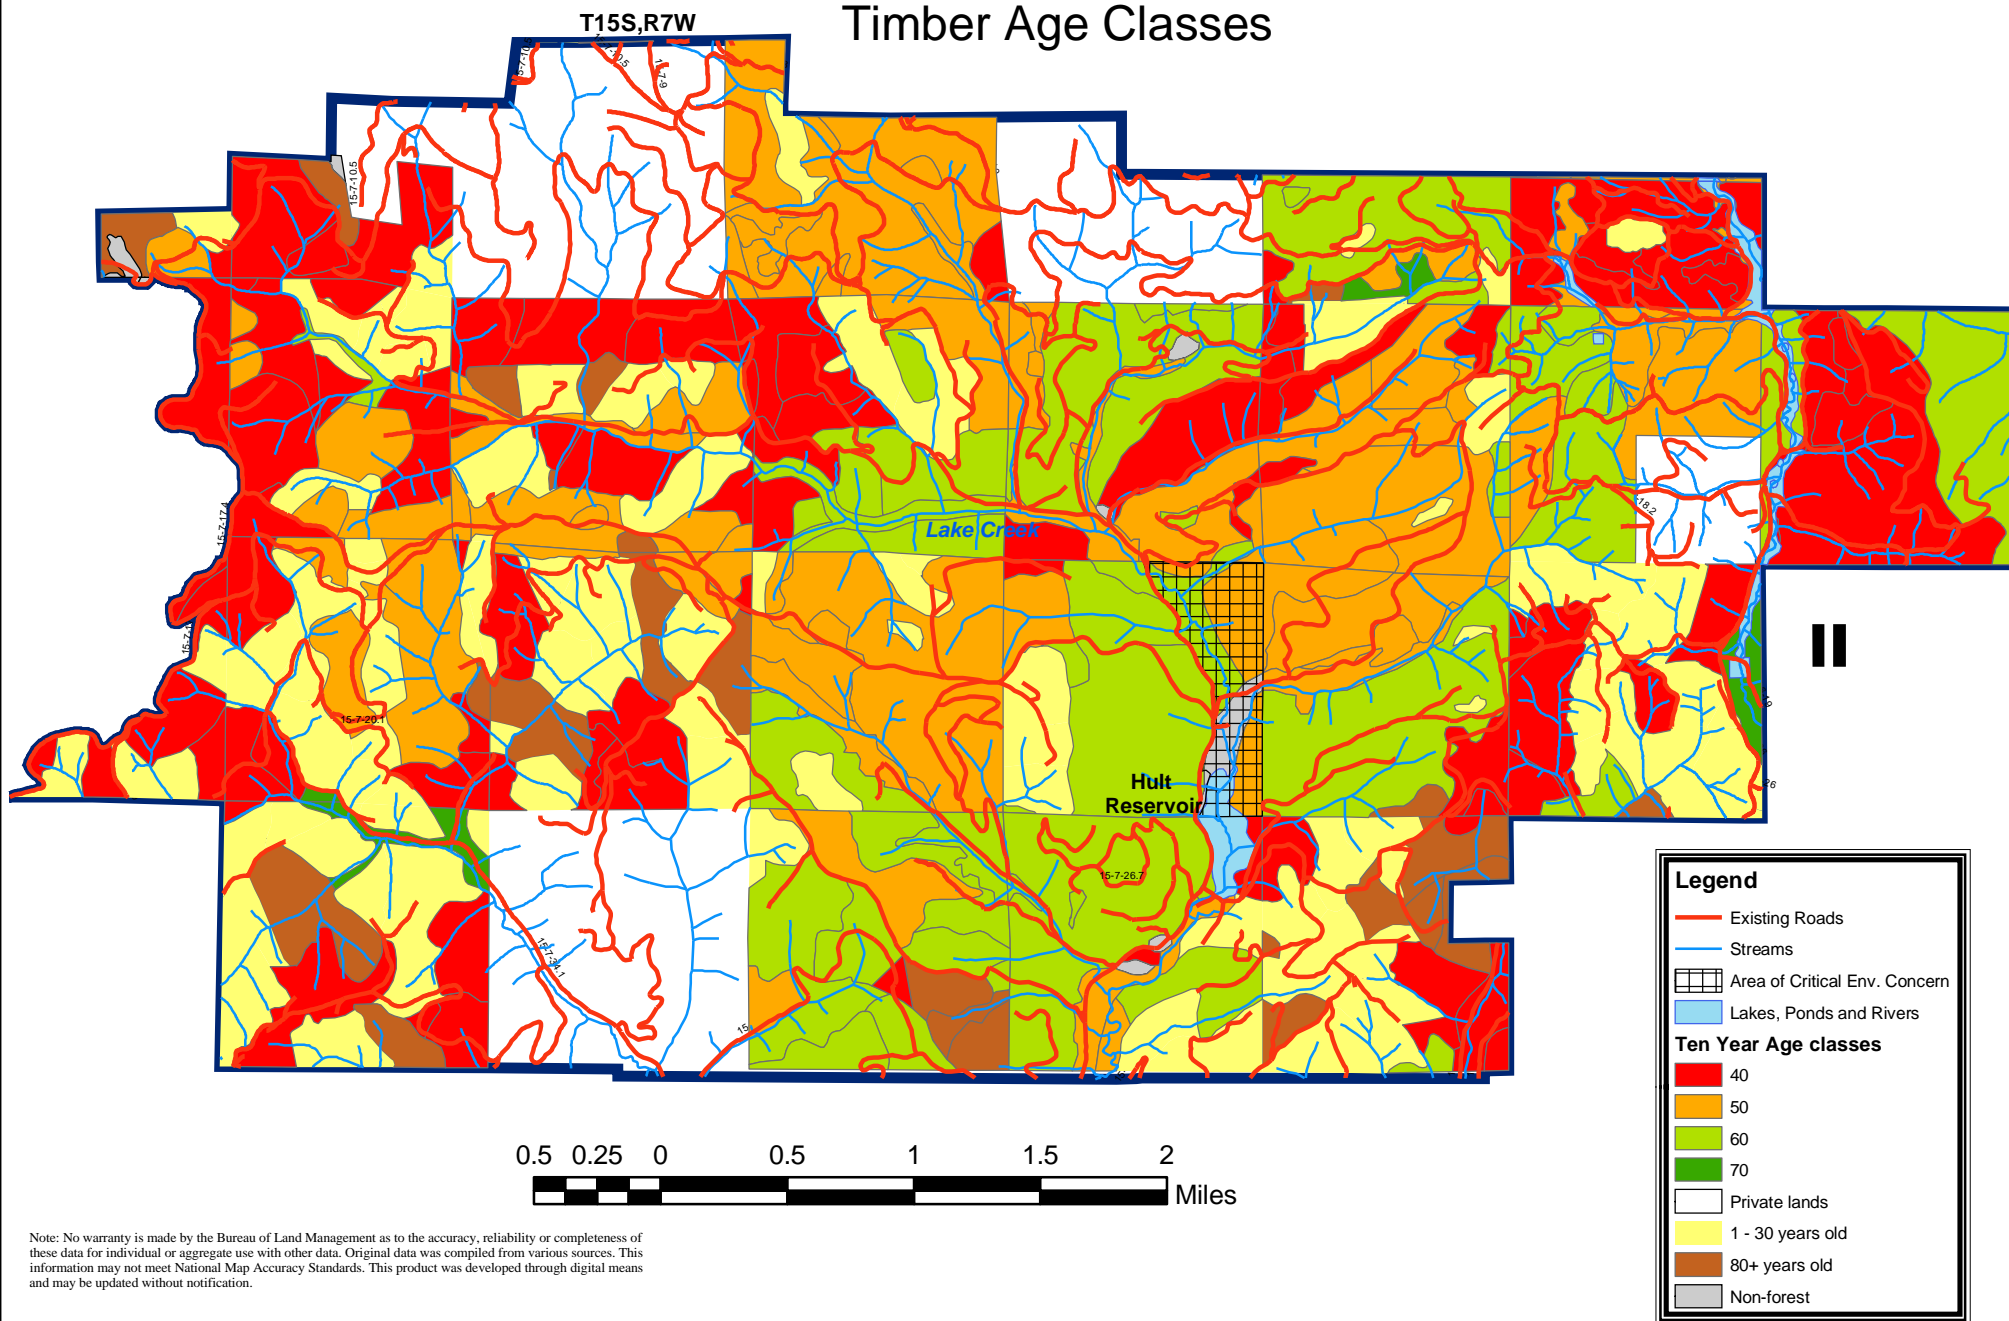 Timber Age Classes
T15S,R7W
15-7-10.5
15-7-9
15-7-10.5
18.2
15-7-17.4
Lake Creek
II
15-7-20.1
26
Hult
Reservoir
15-7-26.7
15-7-34.1
15
Legend
Existing Roads
Streams
Area of Critical Env. Concern
Lakes, Ponds and Rivers
Ten Year Age classes
40
50
60
70
Private lands
1 - 30 years old
80+ years old
Non-forest
0.5 0.25 0 0.5 1 1.5 2
Miles
Note: No warranty is made by the Bureau of Land Management as to the accuracy, reliability or completeness of
these data for individual or aggregate use with other data. Original data was compiled from various sources. This
information may not meet National Map Accuracy Standards. This product was developed through digital means
and may be updated without notification.